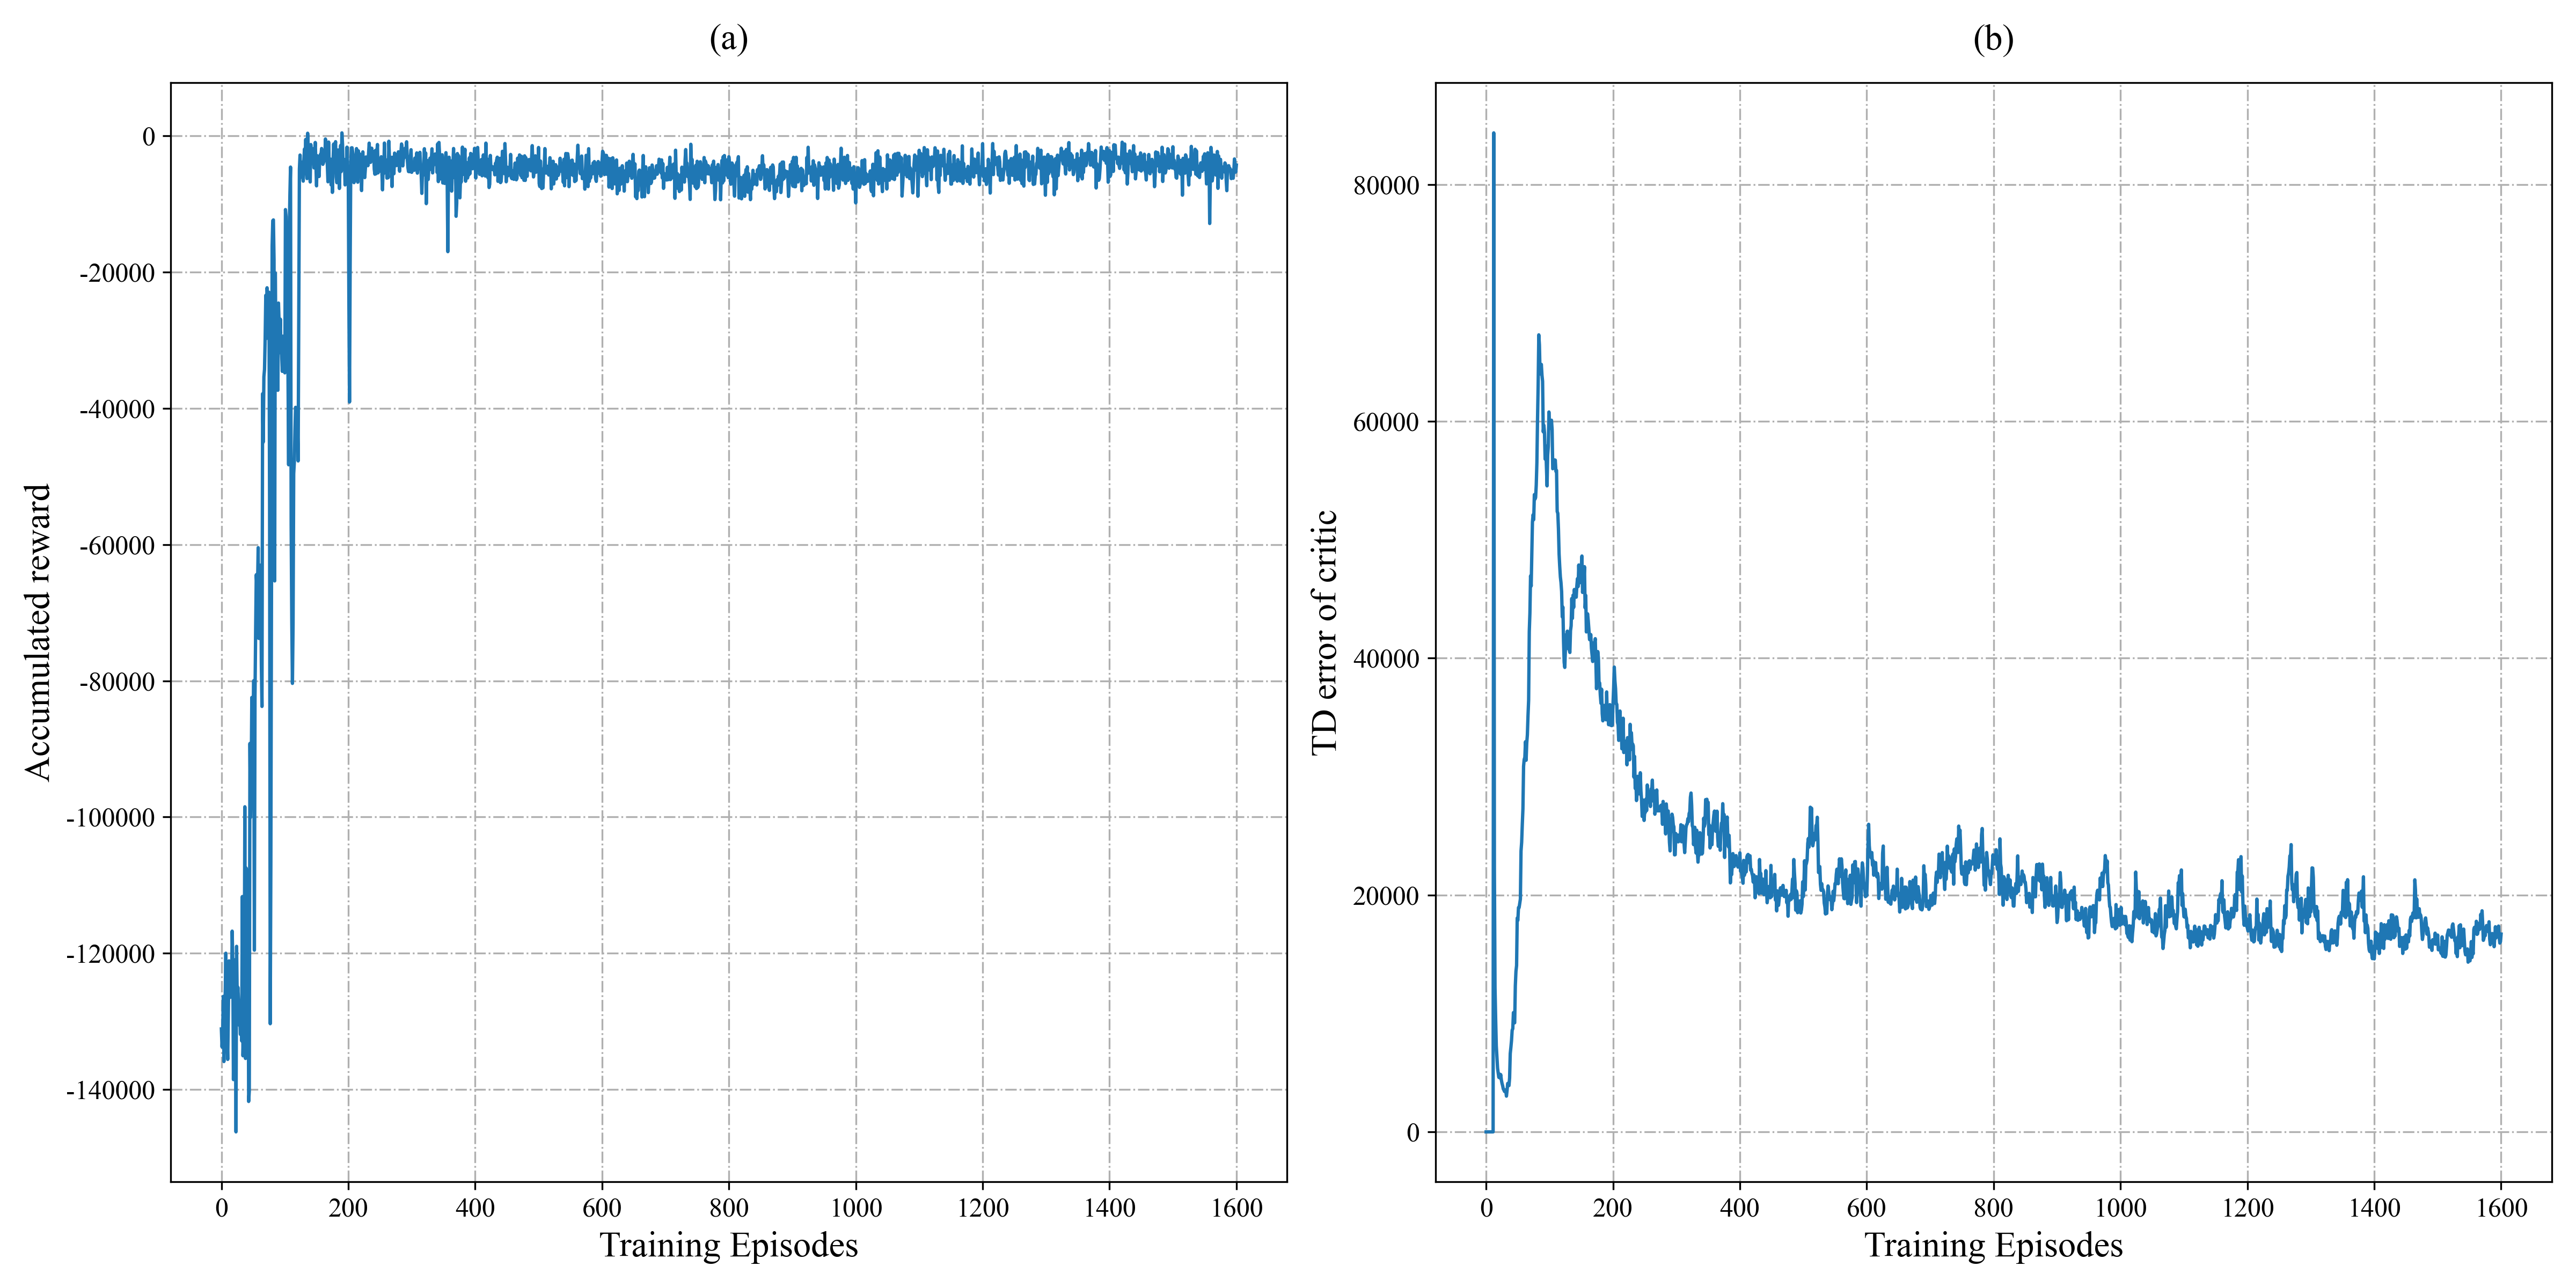 (a)
Accumulated reward
0
-20000
-40000
-60000
-80000
-100000
-120000
-140000
0 200 400 600 800 1000 1200 1400 1600
Training Episodes
(b)
TD error of critic
80000
60000
40000
20000
0
0 200 400 600 800 1000 1200 1400 1600
Training Episodes